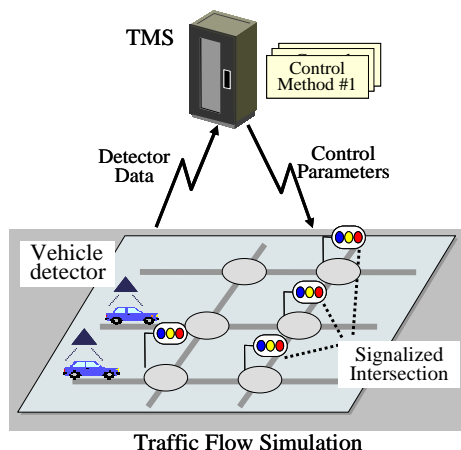 TMS
Control
Method #1
Detector
Data
Control
Parameters
Vehicle
detector
Signalized
Intersection
Traffic Flow Simulation